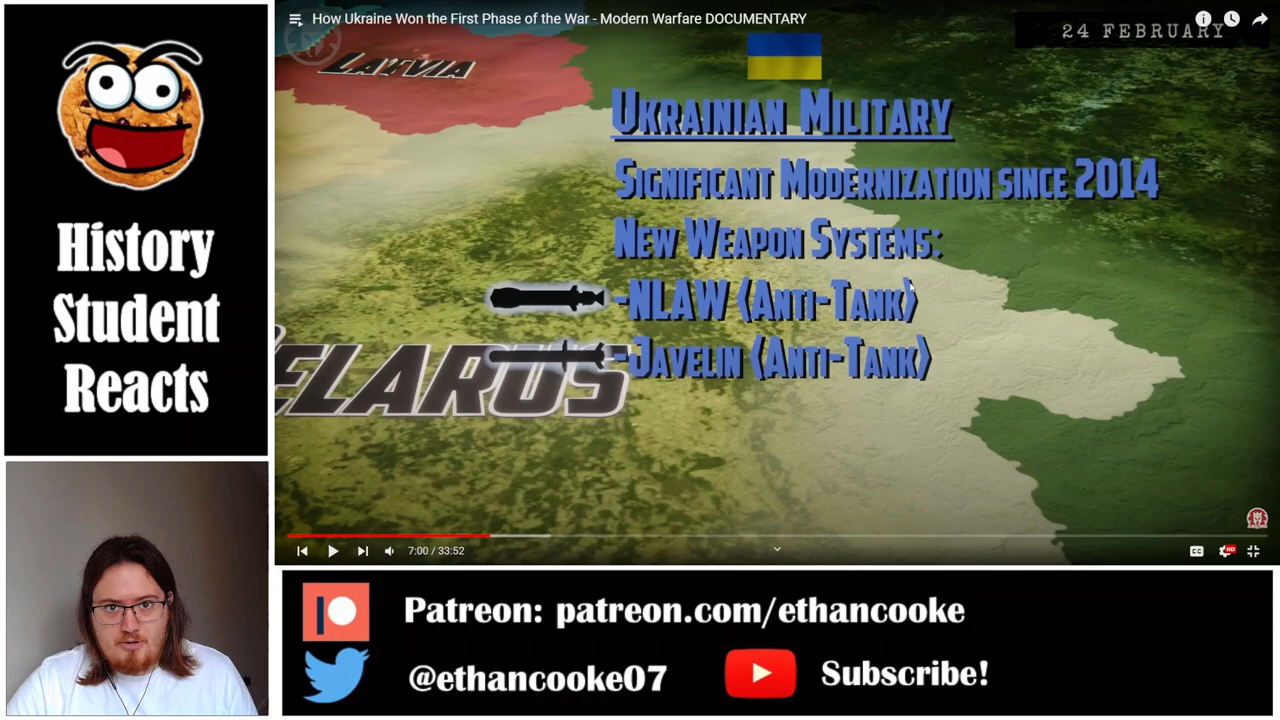 How Ukraine Won the First Phase of the War - Modern Warfare DOCUMENTARY
24 FEBRUARY
LATVIA
UKRAINIAN MILITARY
SIGNIFICANT MODERNIZATION SINCE 2014
NEW WEAPON SYSTEMS:
-NLAW (ANTI-TANK)
-JAVELIN (ANTI-TANK)
ELARUS
7:00 / 33:52
CC
HD
History
Student
Reacts
Patreon: patreon.com/ethancooke
@ethancooke07
Subscribe!